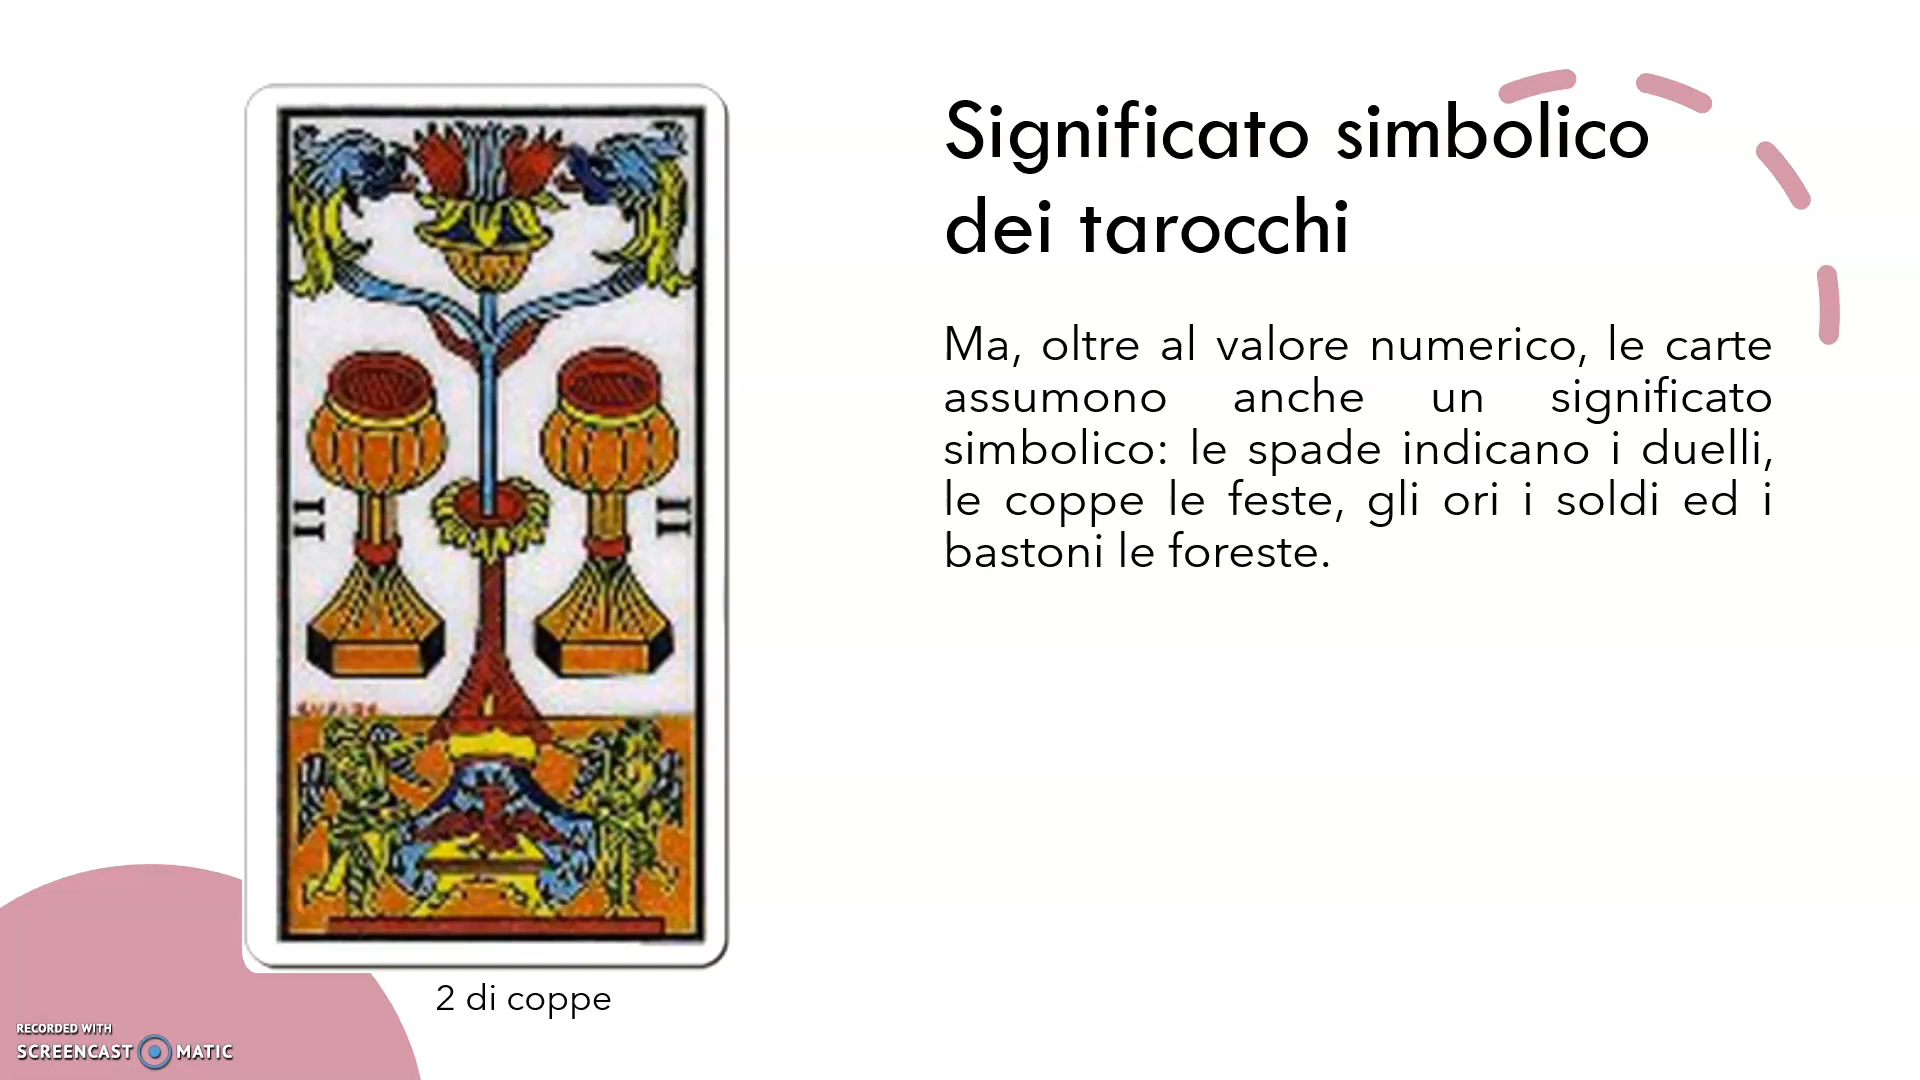 Significato simbolico
dei tarocchi
Ma, oltre al valore numerico, le carte
assumono anche un significato
simbolico: le spade indicano i duelli,
le coppe le feste, gli ori i soldi ed i
bastoni le foreste.
II II
2 di coppe
RECORDED WITH
SCREENCAST MATIC